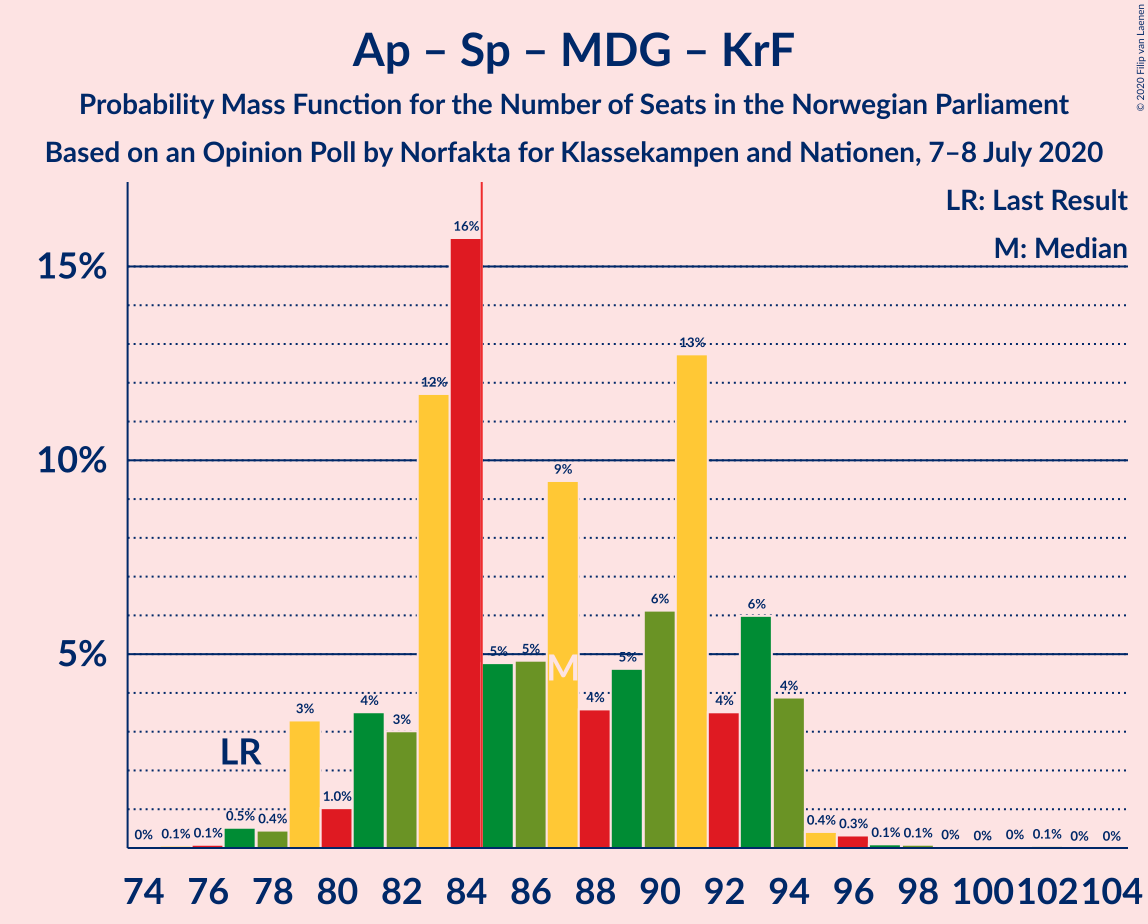 Ap – Sp – MDG – KrF
Probability Mass Function for the Number of Seats in the Norwegian Parliament
Based on an Opinion Poll by Norfakta for Klassekampen and Nationen, 7–8 July 2020
© 2020 Filip van Laenen
LR: Last Result
M: Median
15%
10%
5%
0% 0.1% 0.1% 0.5% 0.4% 3% 1.0% 4% 3% 12% 16% 5% 5% 9% 4% 5% 6% 13% 4% 6% 4% 0.4% 0.3% 0.1% 0.1% 0% 0% 0% 0.1% 0% 0%
LR
M
74 76 78 80 82 84 86 88 90 92 94 96 98 100 102 104